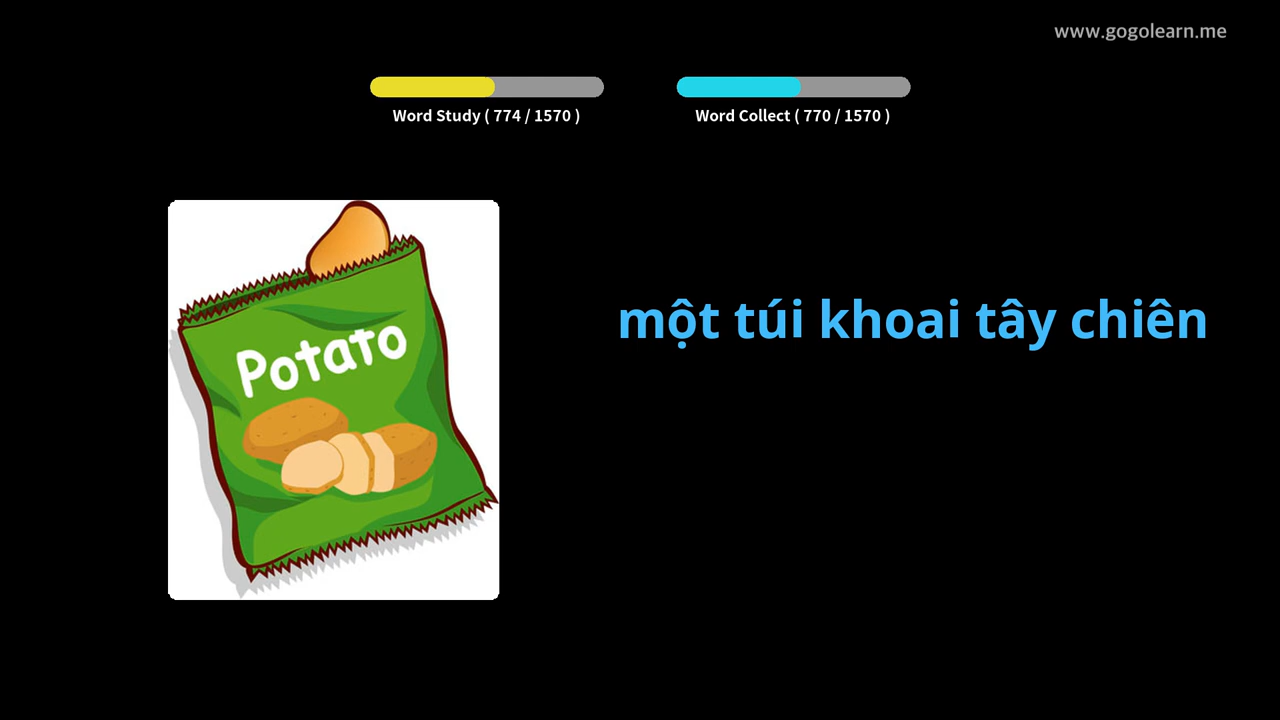 www.gogolearn.me
Word Study ( 774 / 1570 )
Word Collect ( 770 / 1570 )
Potato
một túi khoai tây chiên